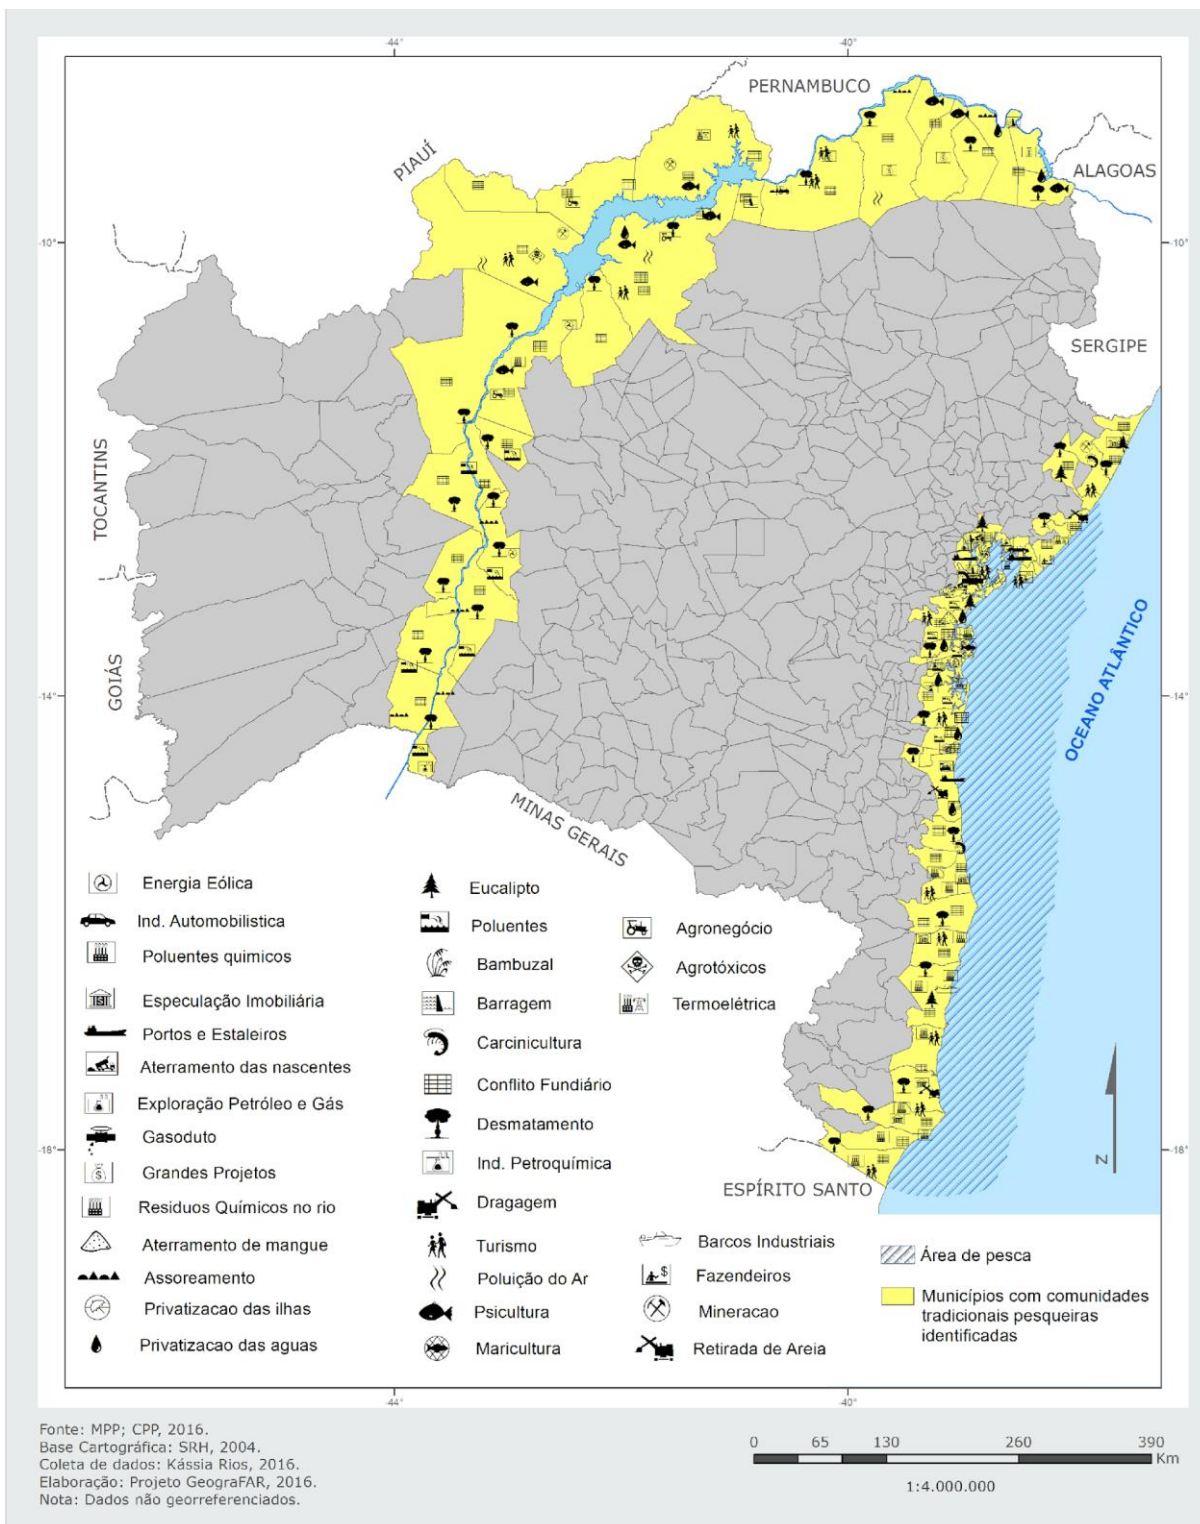 -44°
-40°
PERNAMBUCO
PIAUÍ
ALAGOAS
-10°
-10°
SERGIPE
TOCANTINS
OCEANO ATLÂNTICO
GOIÁS
-14°
-14°
MINAS GERAIS
Energia Eólica
Ind. Automobilistica
Poluentes quimicos
Especulação Imobiliária
Portos e Estaleiros
Aterramento das nascentes
Exploração Petróleo e Gás
Gasoduto
Grandes Projetos
Residuos Químicos no rio
Aterramento de mangue
Assoreamento
Privatizacao das ilhas
Privatizacao das aguas
Eucalipto
Poluentes
Bambuzal
Barragem
Carcinicultura
Conflito Fundiário
Desmatamento
Ind. Petroquímica
Dragagem
Turismo
Poluição do Ar
Psicultura
Maricultura
Agronegócio
Agrotóxicos
Termoelétrica
Barcos Industriais
Fazendeiros
Mineracao
Retirada de Areia
-18°
-18°
ESPÍRITO SANTO
N
Área de pesca
Municípios com comunidades
tradicionais pesqueiras
identificadas
-44°
-40°
Fonte: MPP; CPP, 2016.
Base Cartográfica: SRH, 2004.
Coleta de dados: Kássia Rios, 2016.
Elaboração: Projeto GeografAR, 2016.
Nota: Dados não georreferenciados.
0 65 130 260 390
Km
1:4.000.000